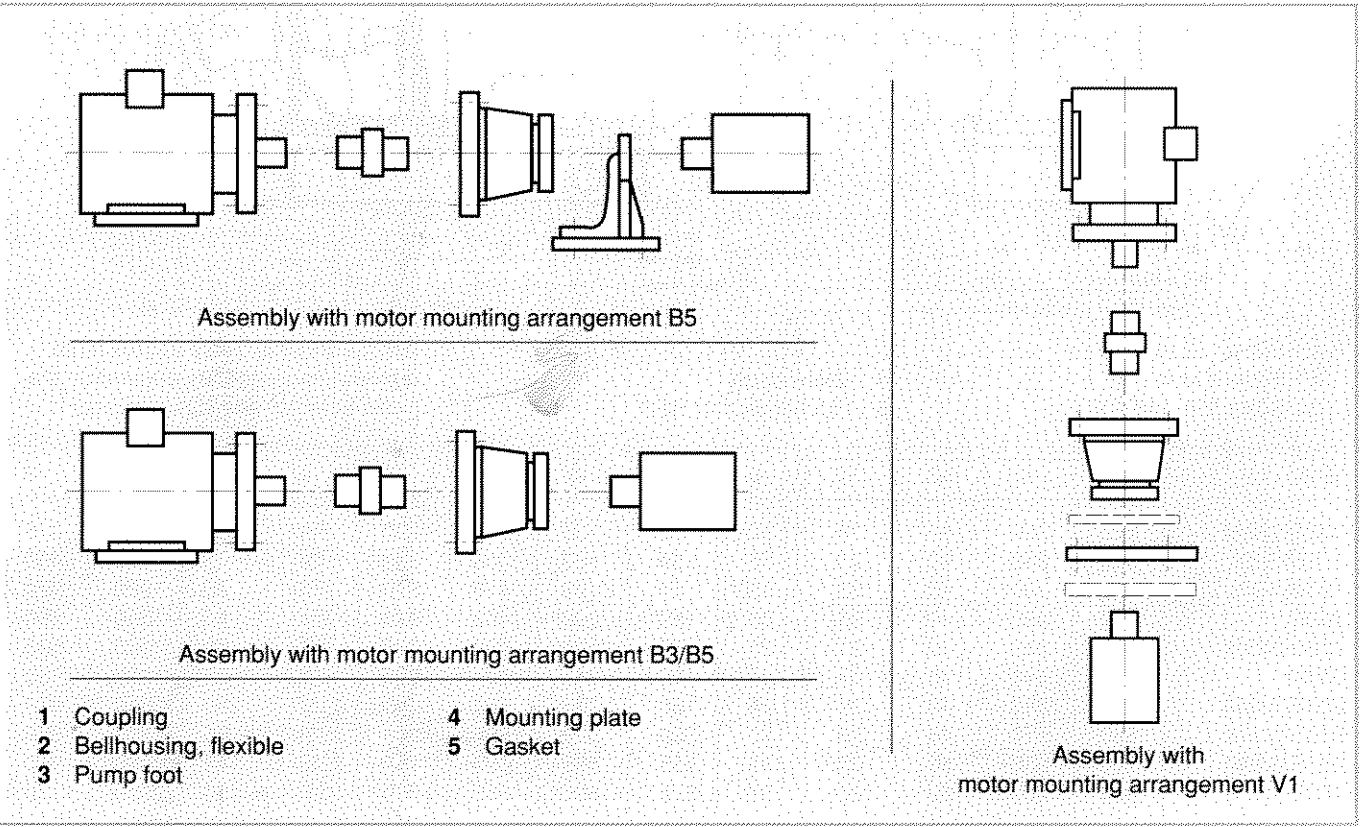 Assembly with motor mounting arrangement B5
Assembly with motor mounting arrangement B3/B5
1 Coupling
2 Bellhousing, flexible
3 Pump foot
4 Mounting plate
5 Gasket
Assembly with
motor mounting arrangement V1